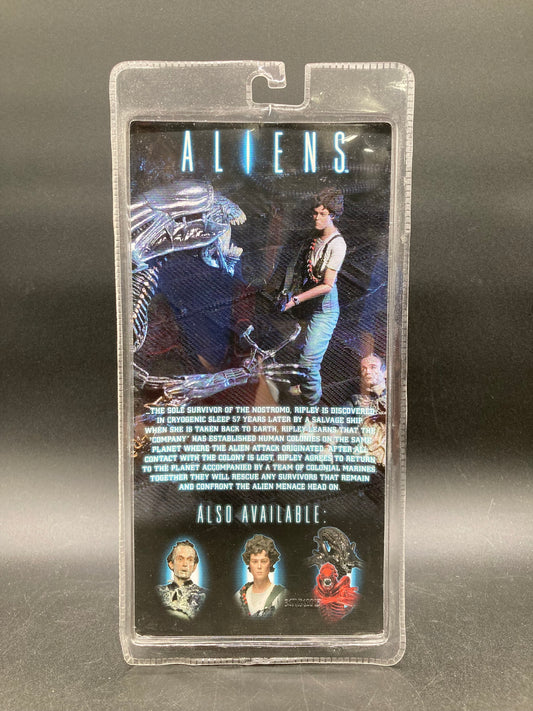 ALIENS
THE SOLE SURVIVOR OF THE NOSTROMO, RIPLEY IS DISCOVERED
IN CRYOGENIC SLEEP 57 YEARS LATER BY A SALVAGE SHIP.
WHEN SHE IS TAKEN BACK TO EARTH, RIPLEY LEARNS THAT THE
"COMPANY" HAS ESTABLISHED HUMAN COLONIES ON THE SAME
PLANET WHERE THE ALIEN ATTACK ORIGINATED. AFTER ALL
CONTACT WITH THE COLONY IS LOST, RIPLEY AGREES TO RETURN
TO THE PLANET ACCOMPANIED BY A TEAM OF COLONIAL MARINES.
TOGETHER THEY WILL RESCUE ANY SURVIVORS THAT REMAIN
AND CONFRONT THE ALIEN MENACE HEAD ON.
ALSO AVAILABLE: